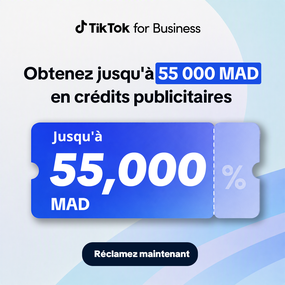 TikTok for Business
Obtenez jusqu'à 55 000 MAD
en crédits publicitaires
Jusqu'à
55,000
MAD
%
Réclamez maintenant